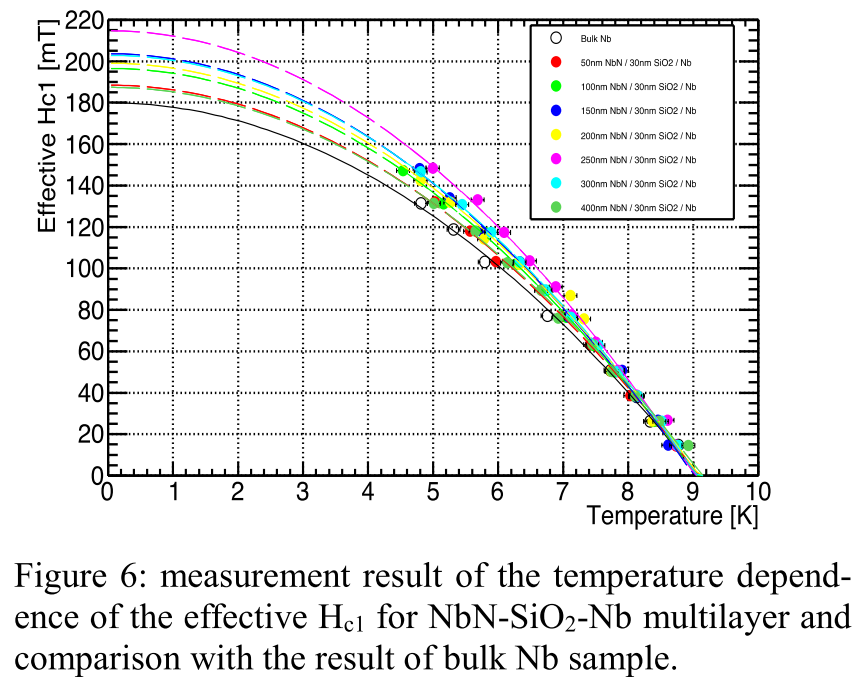 Effective Hc1 [mT]
220
200
180
160
140
120
100
80
60
40
20
0
0 1 2 3 4 5 6 7 8 9 10
Temperature [K]
Bulk Nb
50nm NbN / 30nm SiO2 / Nb
100nm NbN / 30nm SiO2 / Nb
150nm NbN / 30nm SiO2 / Nb
200nm NbN / 30nm SiO2 / Nb
250nm NbN / 30nm SiO2 / Nb
300nm NbN / 30nm SiO2 / Nb
400nm NbN / 30nm SiO2 / Nb
Figure 6: measurement result of the temperature depend-
ence of the effective Hc1 for NbN-SiO2-Nb multilayer and
comparison with the result of bulk Nb sample.